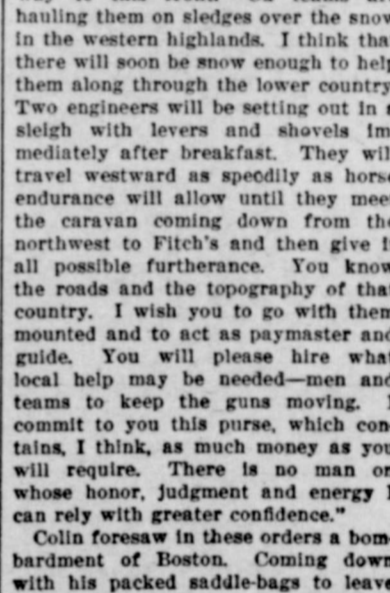 hauling them on sledges over the snow
in the western highlands. I think tha
there will soon be snow enough to help
them along through the lower country
Two engineers will be setting out in
sleigh with levers and shovels im
mediately after breakfast. They wil
travel westward as speedily as horse
endurance will allow until they mee
the caravan coming down from the
northwest to Fitch's and then give i
all possible furtherance. You know
the roads and the topography of tha
country. I wish you to go with them
mounted and to act as paymaster and
guide. You will please hire what
local help may be needed—men and
teams to keep the guns moving.
commit to you this purse, which con
tains, I think, as much money as you
will require. There is no man on
whose honor, judgment and energy I
can rely with greater confidence."
Colin foresaw in these orders a bom
bardment of Boston. Coming down
with his packed saddle-bags to leave